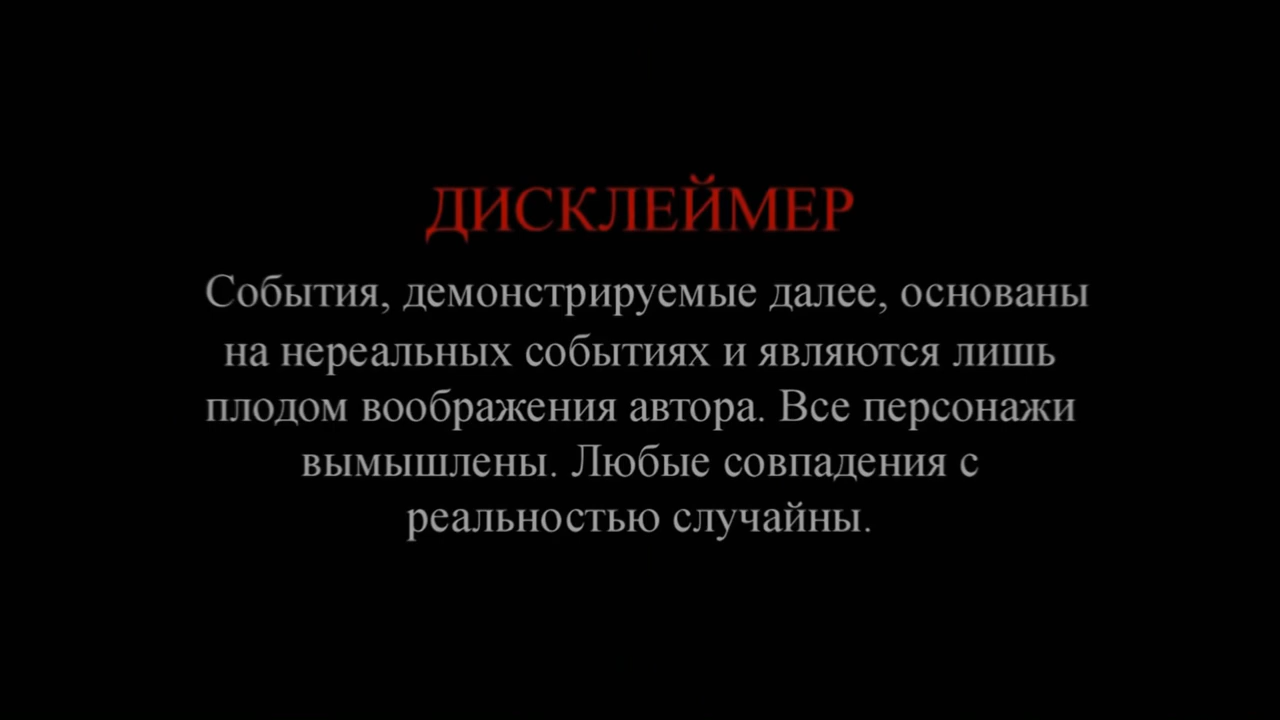 ДИСКЛЕЙМЕР
События, демонстрируемые далее, основаны
на нереальных событиях и являются лишь
плодом воображения автора. Все персонажи
вымышлены. Любые совпадения с
реальностью случайны.